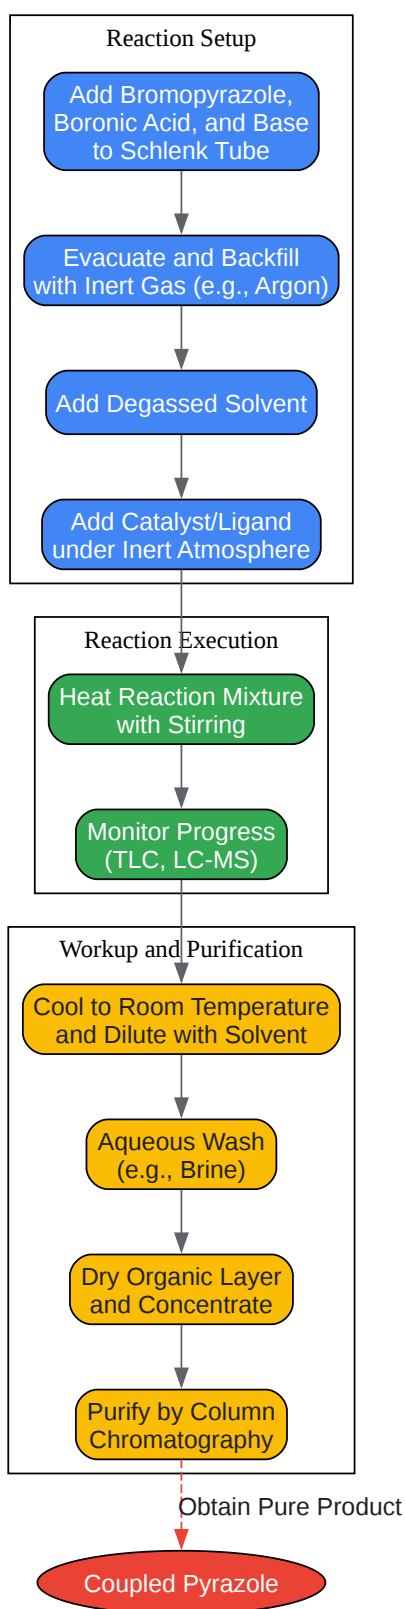 Reaction Setup
Add Bromopyrazole,
Boronic Acid, and Base
to Schlenk Tube
Evacuate and Backfill
with Inert Gas (e.g., Argon)
Add Degassed Solvent
Add Catalyst/Ligand
under Inert Atmosphere
Reaction Execution
Heat Reaction Mixture
with Stirring
Monitor Progress
(TLC, LC-MS)
Workup and Purification
Cool to Room Temperature
and Dilute with Solvent
Aqueous Wash
(e.g., Brine)
Dry Organic Layer
and Concentrate
Purify by Column
Chromatography
Obtain Pure Product
Coupled Pyrazole